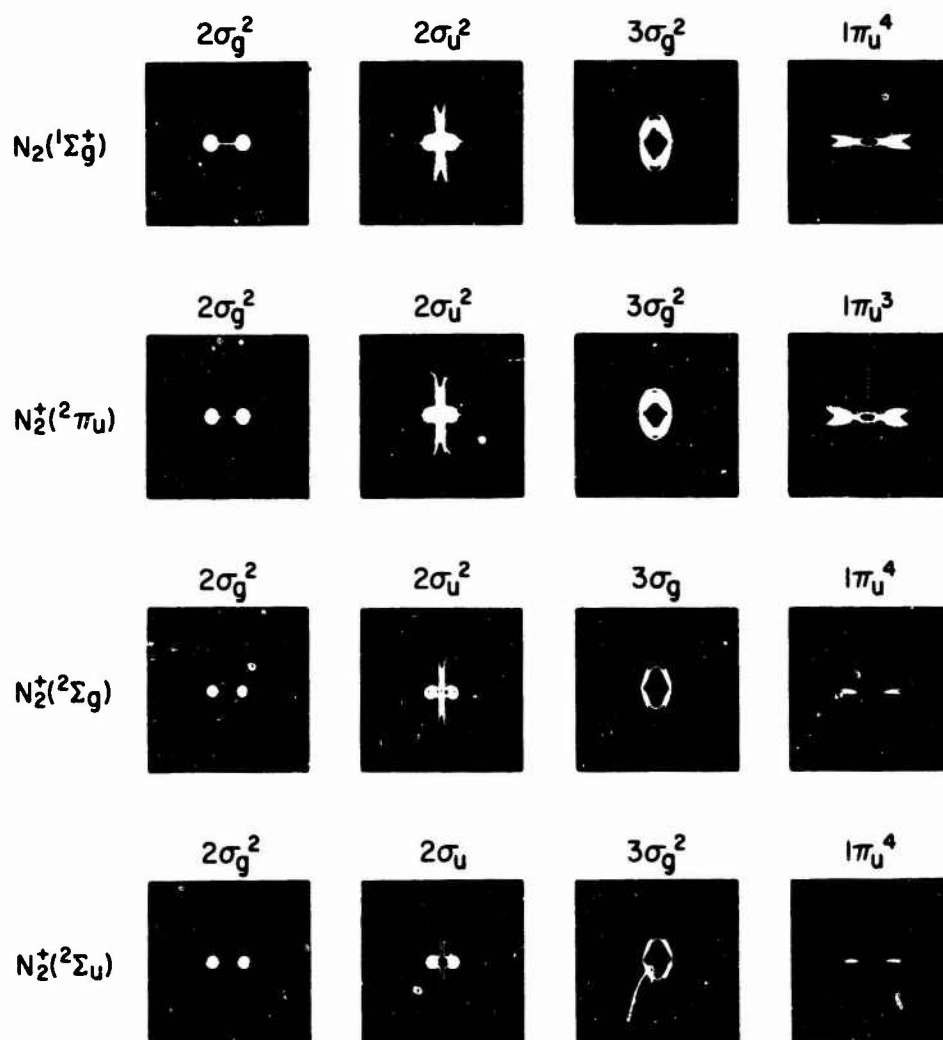 2σg² 2σu² 3σg² 1πu⁴
N₂(¹Σg⁺)
2σg² 2σu² 3σg² 1πu³
N₂⁺(²πu)
2σg² 2σu² 3σg 1πu⁴
N₂⁺(²Σg)
2σg² 2σu 3σg² 1πu⁴
N₂⁺(²Σu)